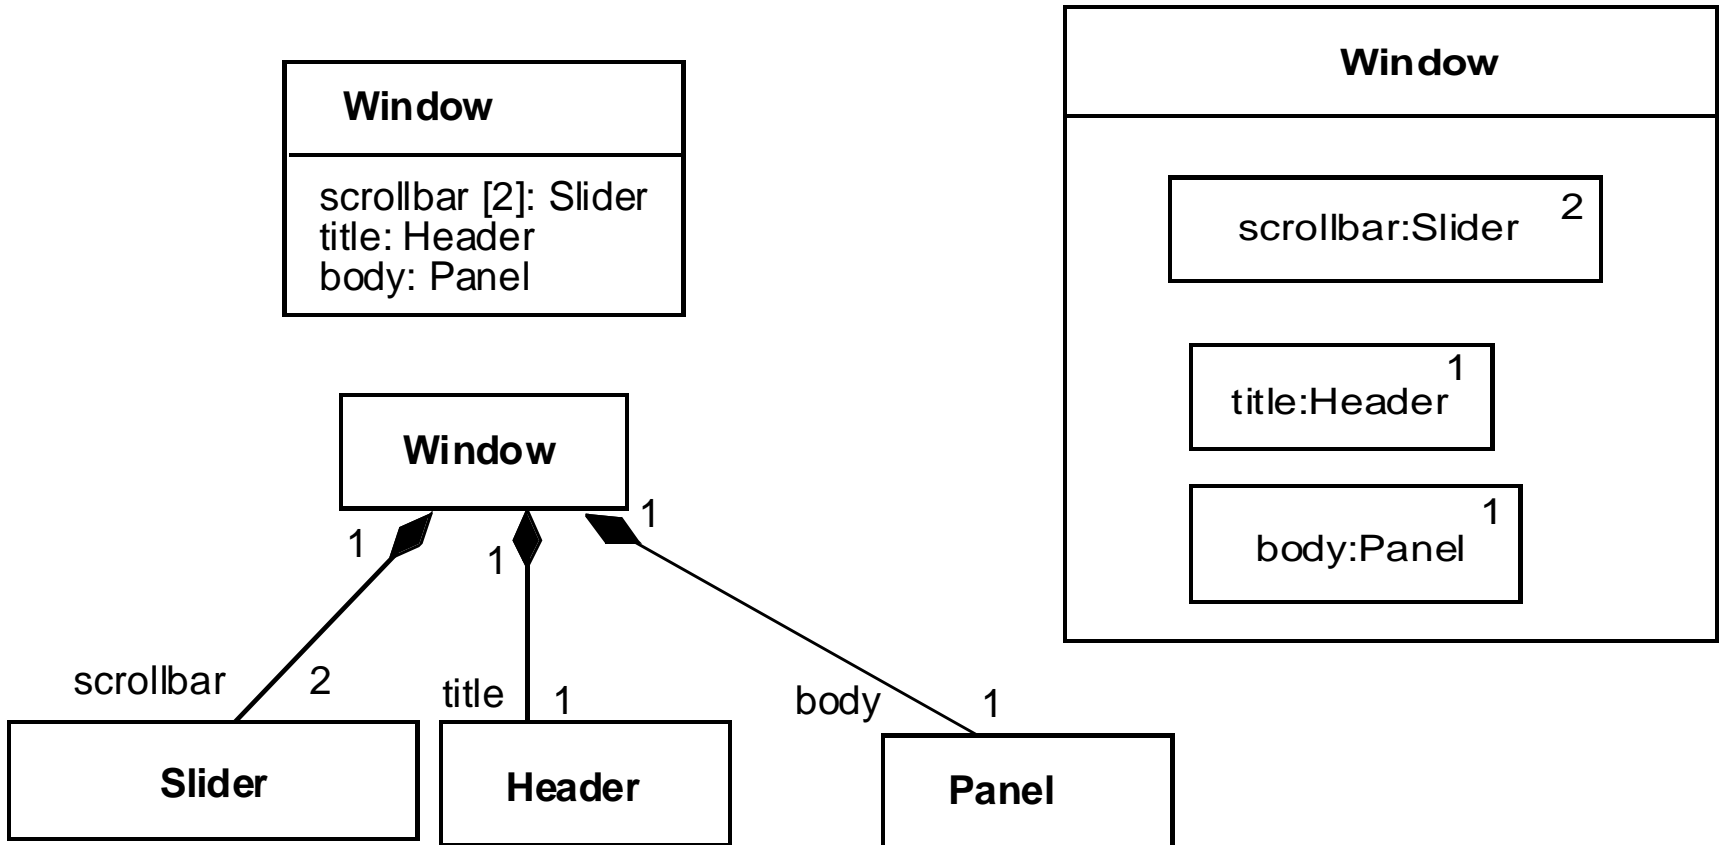 Window
scrollbar [2]: Slider
title: Header
body: Panel
Window
1
1
1
scrollbar
2
title
1
body
1
Slider
Header
Panel
Window
scrollbar:Slider
2
title:Header
1
body:Panel
1